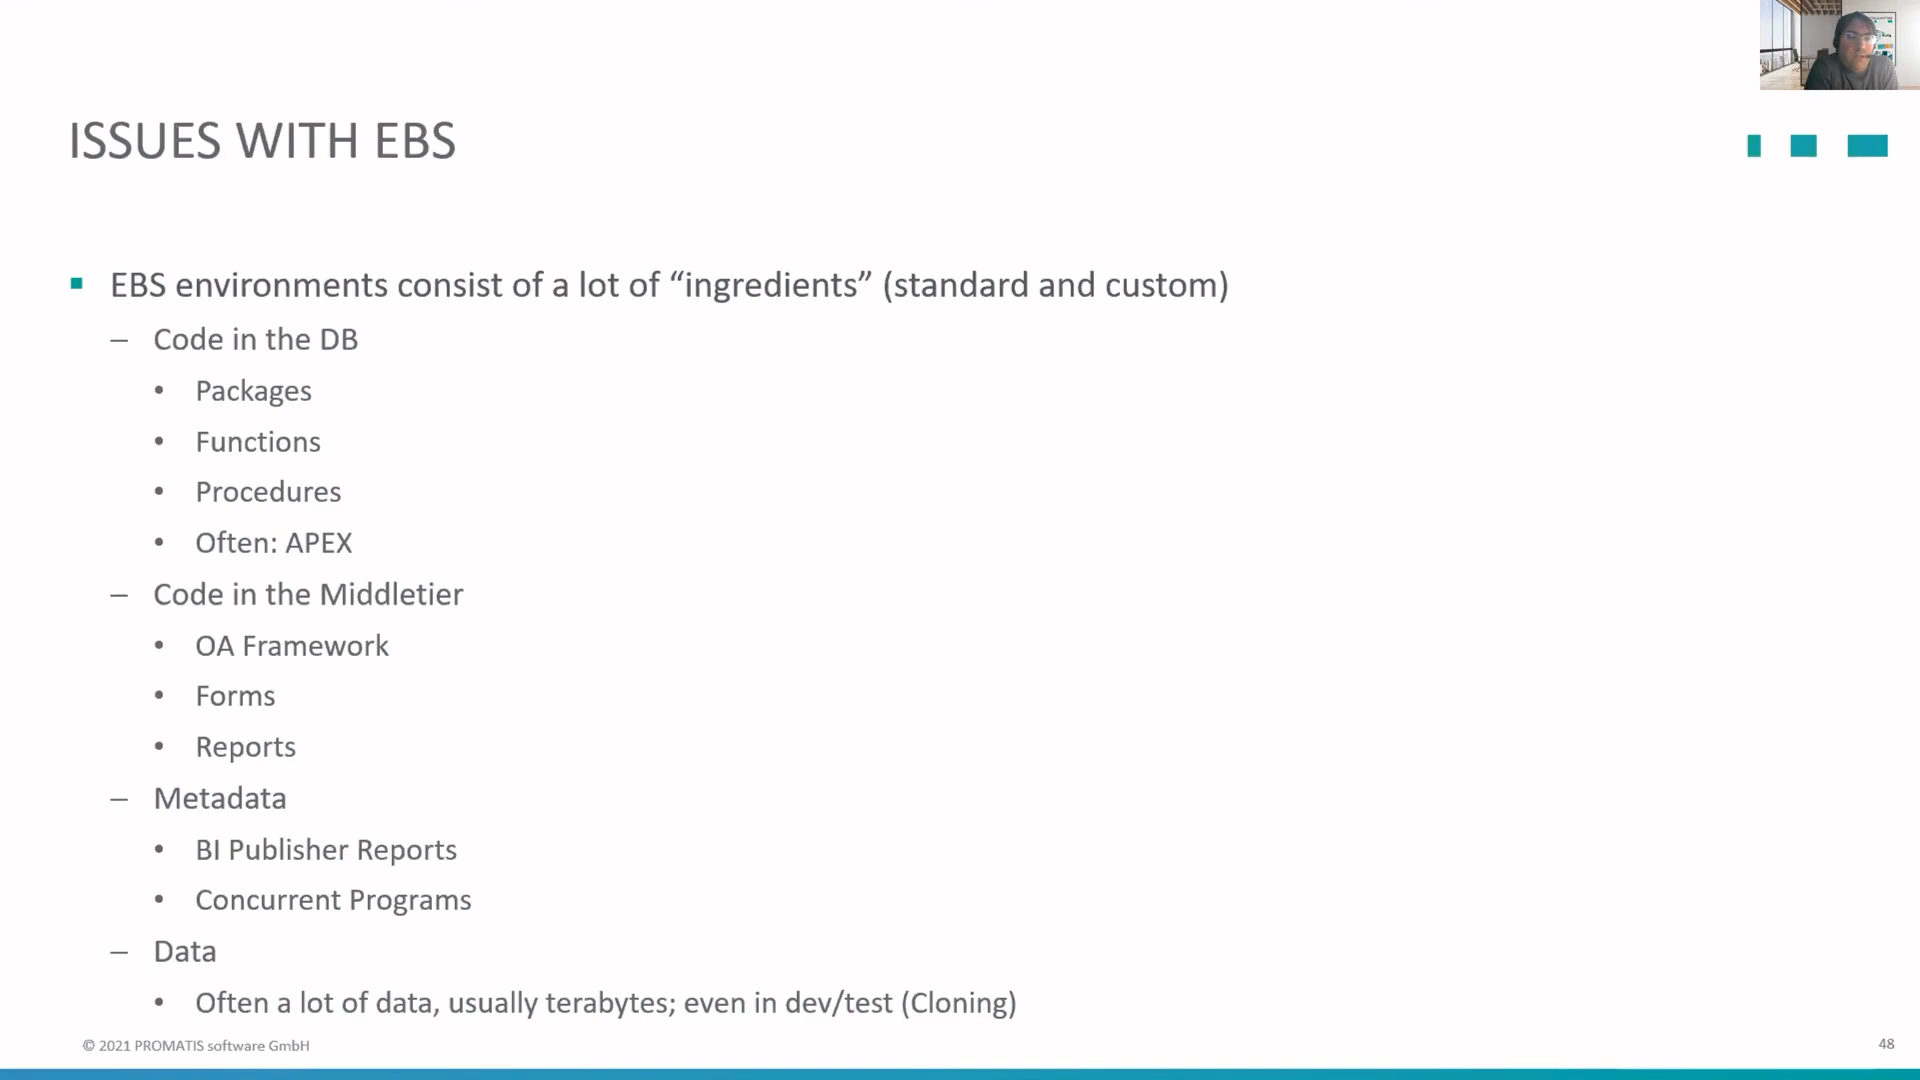 ISSUES WITH EBS
▪ EBS environments consist of a lot of “ingredients” (standard and custom)
– Code in the DB
• Packages
• Functions
• Procedures
• Often: APEX
– Code in the Middletier
• OA Framework
• Forms
• Reports
– Metadata
• BI Publisher Reports
• Concurrent Programs
– Data
• Often a lot of data, usually terabytes; even in dev/test (Cloning)
© 2021 PROMATIS software GmbH
48